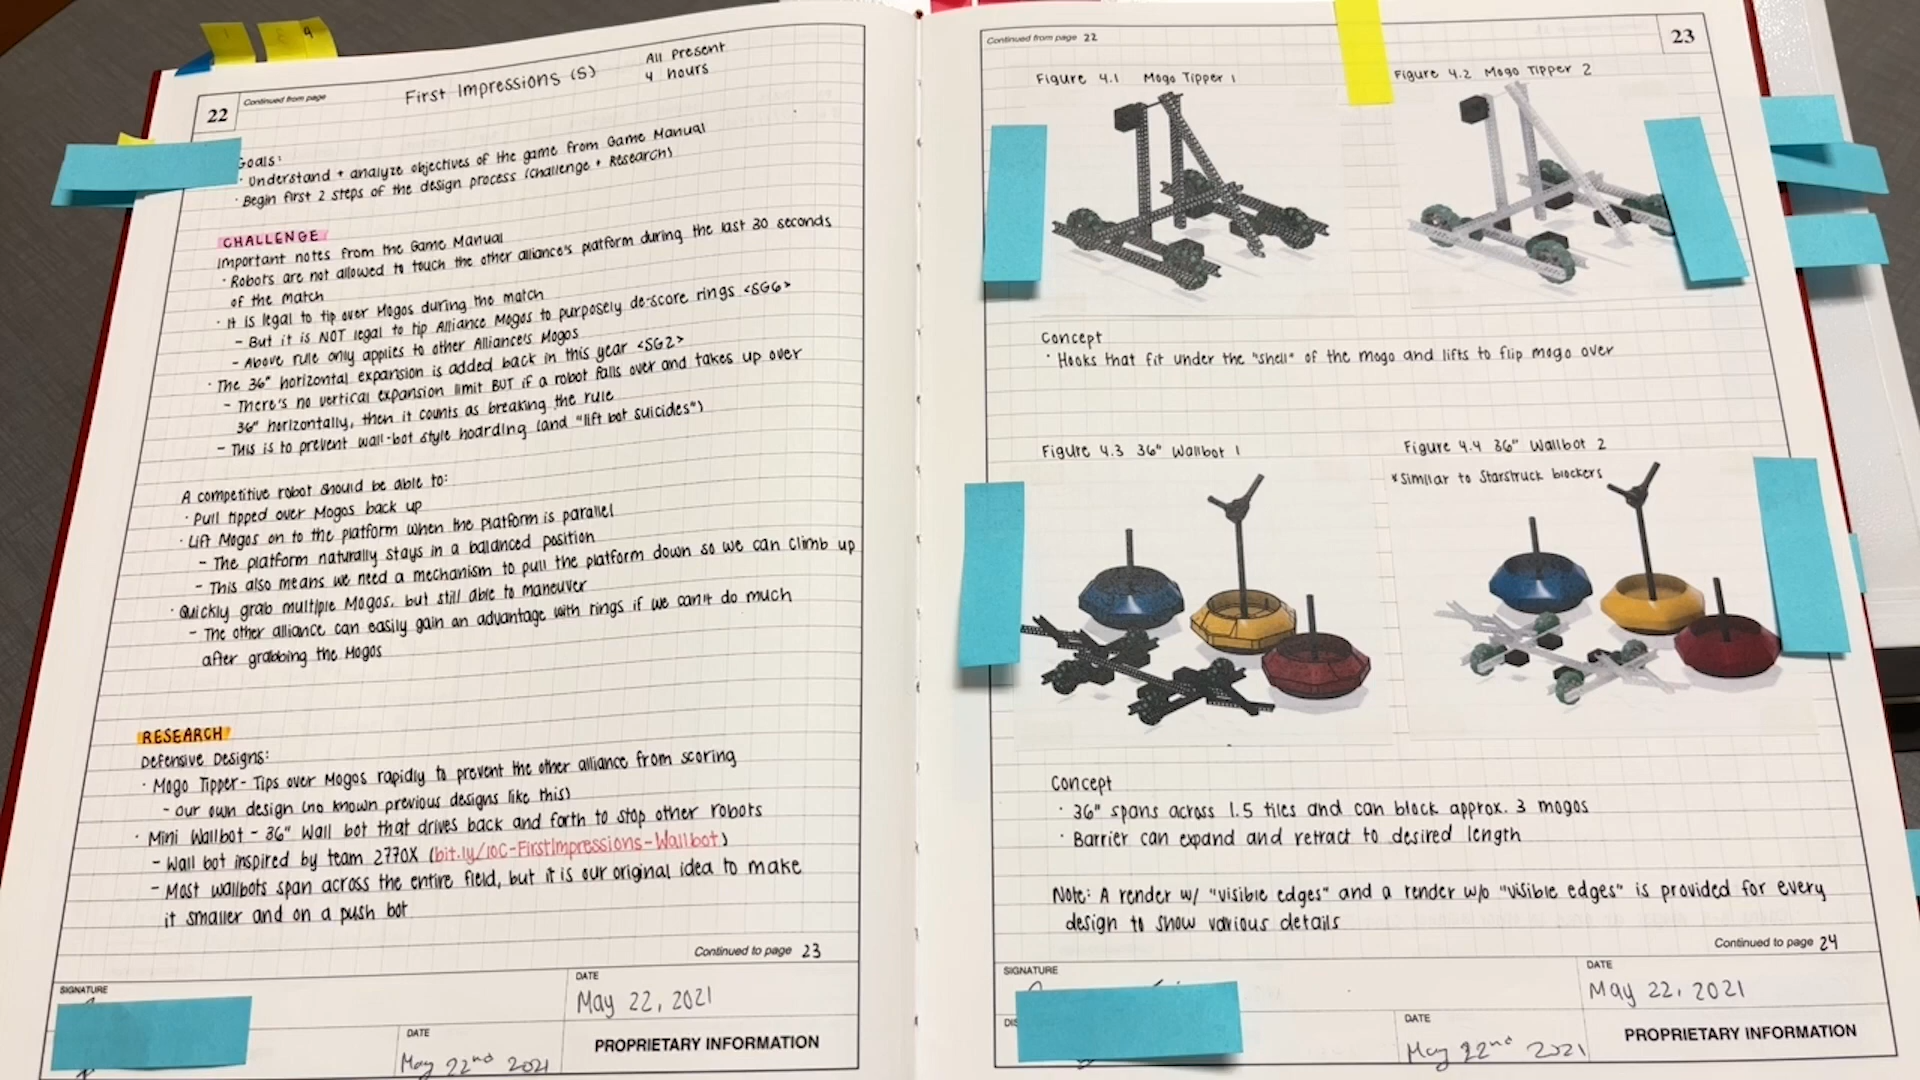 22
Continued from page
First Impressions (S)
All Present
4 hours
Goals:
· Understand + analyze objectives of the game from Game Manual
· Begin first 2 steps of the design process (Challenge + Research)
CHALLENGE
Important notes from the Game Manual
· Robots are not allowed to touch the other alliance's platform during the last 30 seconds
of the match
· It is legal to tip over Mogos during the match
- But it is NOT legal to tip Alliance Mogos to purposely de-score rings <SG6>
- Above rule only applies to other Alliance's Mogos
· The 36" horizontal expansion is added back in this year <SG2>
- There's no vertical expansion limit BUT if a robot falls over and takes up over
36" horizontally, then it counts as breaking the rule
- This is to prevent wall-bot style hoarding (and "lift bot suicides")
A competitive robot should be able to:
· Pull tipped over Mogos back up
· Lift Mogos on to the platform when the platform is parallel
- The platform naturally stays in a balanced position
- This also means we need a mechanism to pull the platform down so we can climb up
· Quickly grab multiple Mogos, but still able to maneuver
- The other alliance can easily gain an advantage with rings if we can't do much
after grabbing the Mogos
RESEARCH
Defensive Designs:
· Mogo Tipper - Tips over Mogos rapidly to prevent the other alliance from scoring
- Our own design (no known previous designs like this)
· Mini Wallbot - 36" wall bot that drives back and forth to stop other robots
- Wall bot inspired by team 2770X (bit.ly/10C-FirstImpressions-Wallbot)
- Most wallbots span across the entire field, but it is our original idea to make
it smaller and on a push bot
Continued to page 23
SIGNATURE
DATE
May 22, 2021
DATE
May 22nd 2021
PROPRIETARY INFORMATION
Continued from page 22
23
Figure 4.1 Mogo Tipper 1
Figure 4.2 Mogo Tipper 2
Concept
· Hooks that fit under the "shell" of the mogo and lifts to flip mogo over
Figure 4.3 36" Wallbot 1
Figure 4.4 36" Wallbot 2
*Similar to Starstruck blockers
Concept
· 36" spans across 1.5 tiles and can block approx. 3 mogos
· Barrier can expand and retract to desired length
Note: A render w/ "visible edges" and a render w/o "visible edges" is provided for every
design to show various details
Continued to page 24
SIGNATURE
DATE
May 22, 2021
DATE
May 22nd 2021
PROPRIETARY INFORMATION